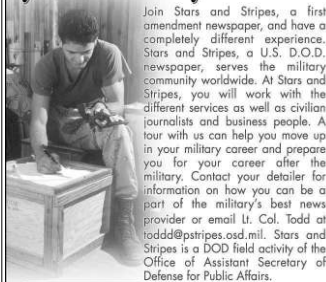 Join Stars and Stripes, a first
amendment newspaper, and have a
completely different experience.
Stars and Stripes, a U.S. D.O.D.
newspaper, serves the military
community worldwide. At Stars and
Stripes, you will work with the
different services as well as civilian
journalists and business people. A
tour with us can help you move up
in your military career and prepare
you for your career after the
military. Contact your detailer for
information on how you can be a
part of the military's best news
provider or email Lt. Col. Todd at
toddd@pstripes.osd.mil. Stars and
Stripes is a DOD field activity of the
Office of Assistant Secretary of
Defense for Public Affairs.